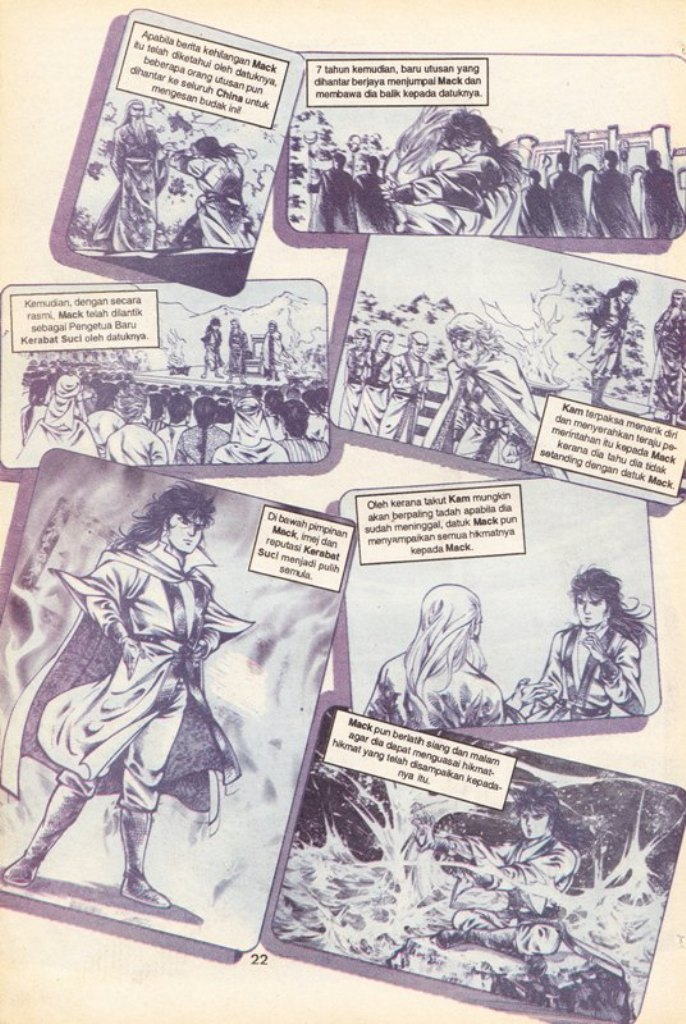 Apabila berita kehilangan Mack
itu telah diketahui oleh datuknya,
beberapa orang utusan pun
dihantar ke seluruh China untuk
mengesan budak ini!
7 tahun kemudian, baru utusan yang
dihantar berjaya menjumpai Mack dan
membawa dia balik kepada datuknya.
Kemudian, dengan secara
rasmi, Mack telah dilantik
sebagai Pengetua Baru
Kerabat Suci oleh datuknya.
Kam terpaksa menarik diri
dan menyerahkan teraju pe-
merintahan itu kepada Mack
kerana dia tahu dia tidak
setanding dengan datuk Mack.
Di bawah pimpinan
Mack, imej dan
reputasi Kerabat
Suci menjadi pulih
semula.
Oleh kerana takut Kam mungkin
akan berpaling tadah apabila dia
sudah meninggal, datuk Mack pun
menyampaikan semua hikmatnya
kepada Mack.
Mack pun berlatih siang dan malam
agar dia dapat menguasai hikmat-
hikmat yang telah disampaikan kepada-
nya itu.
22